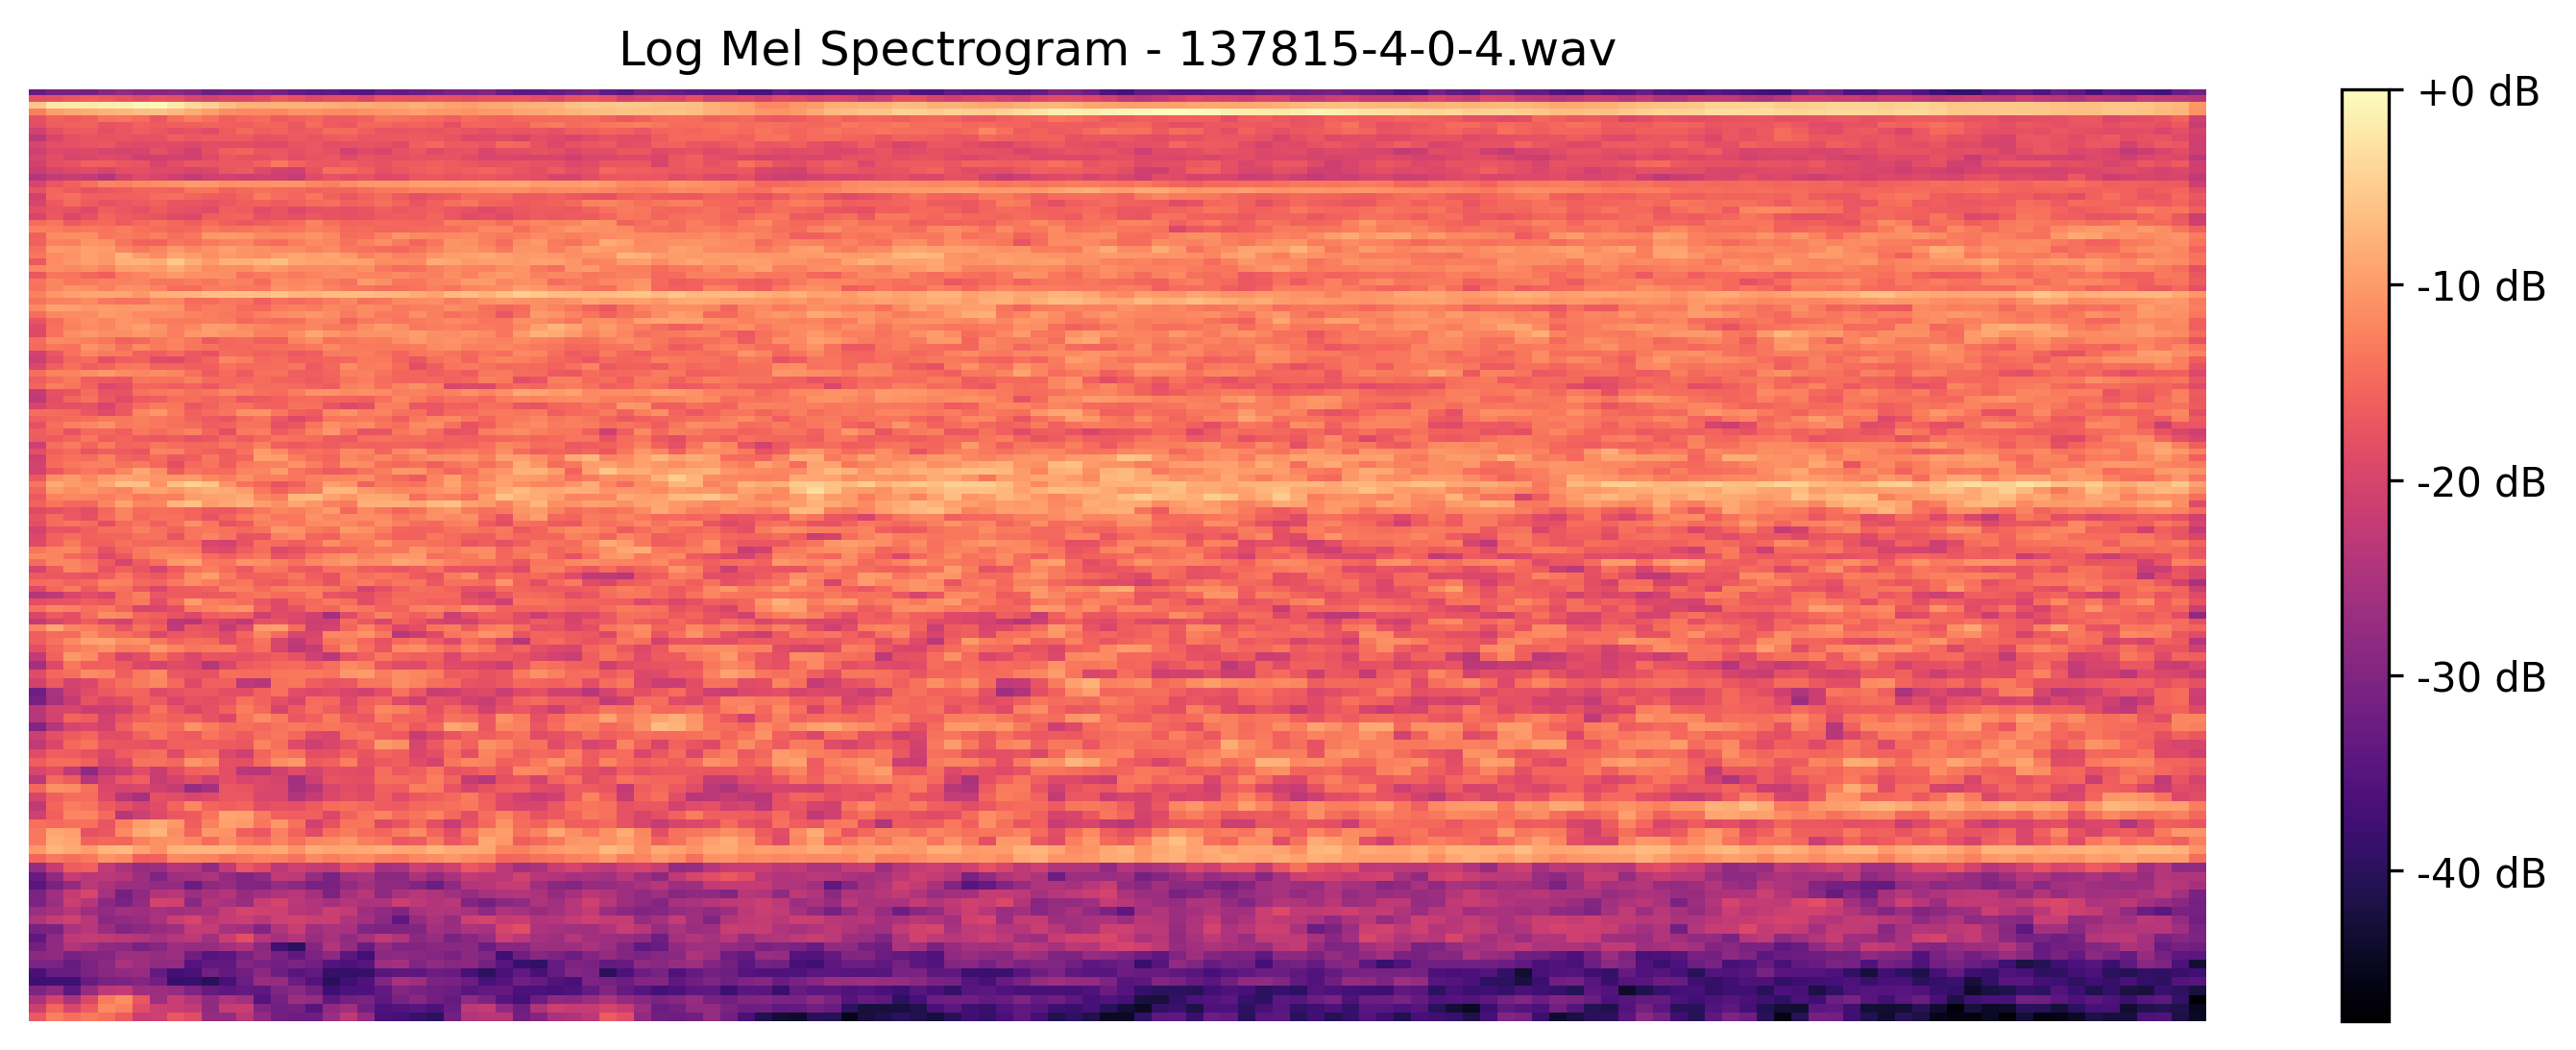 Log Mel Spectrogram - 137815-4-0-4.wav
+0 dB
-10 dB
-20 dB
-30 dB
-40 dB